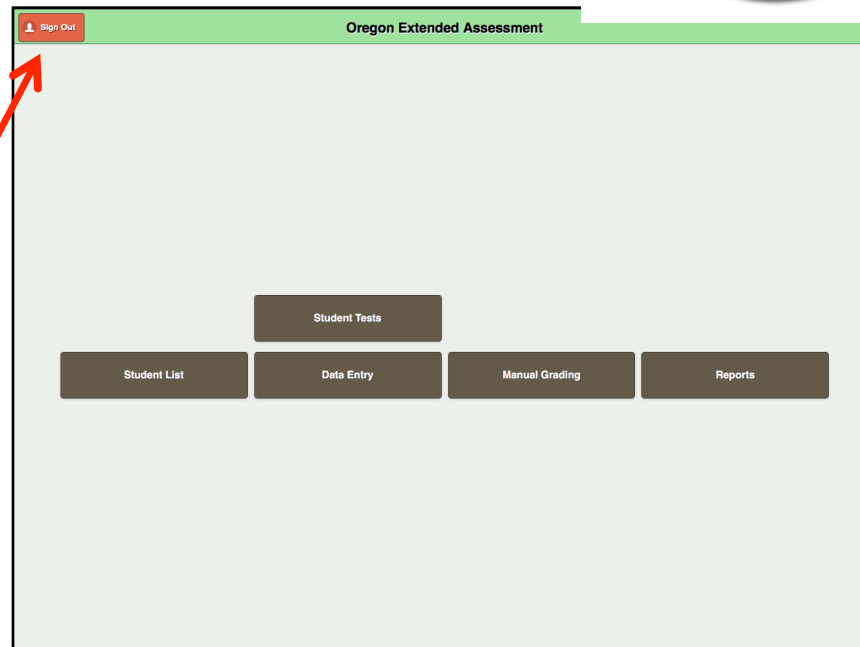 Sign Out
Oregon Extended Assessment
Student Tests
Student List
Data Entry
Manual Grading
Reports